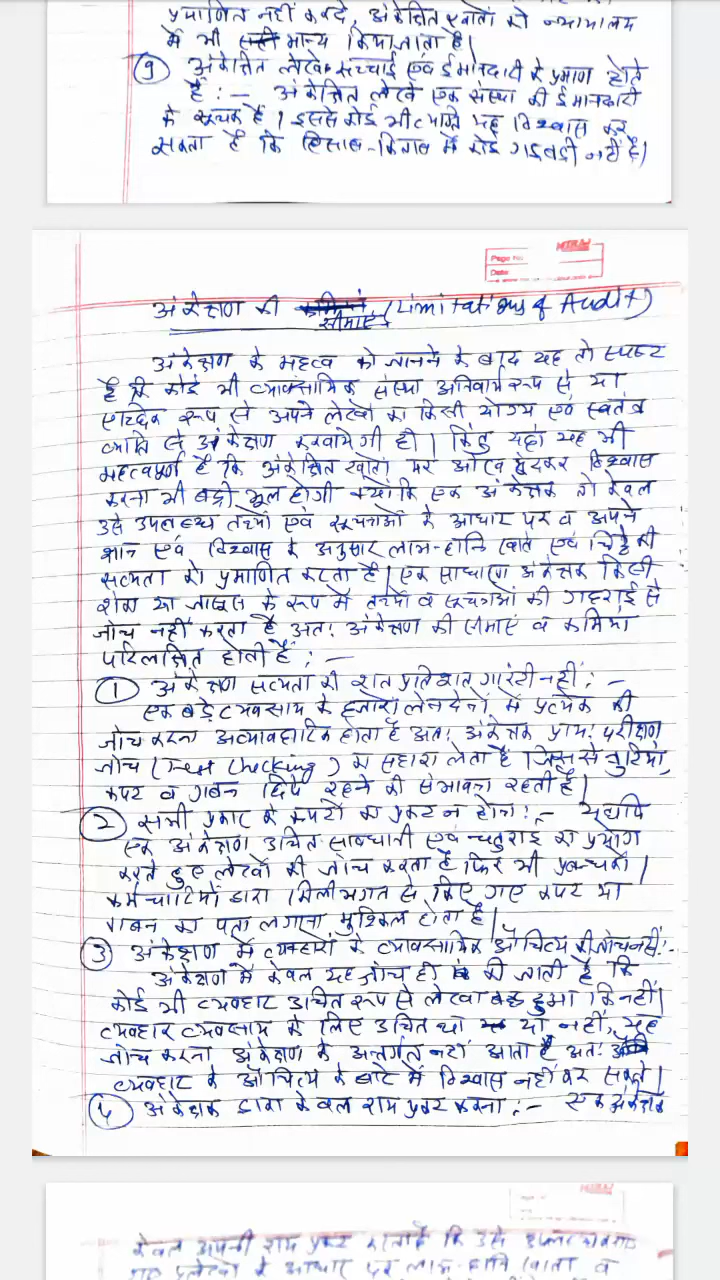 प्रमाणित नहीं करदे, अंकेक्षित खातों को न्यायालय
में भी मान्य किया जाता है।
9 अंकेक्षित लेखे सच्चाई एवं ईमानदारी के प्रमाण होते
हैं :- अंकेक्षित लेखे एक संस्था की ईमानदारी
के सूचक हैं। इससे कोई भी व्यक्ति यह विश्वास कर
सकता है कि हिसाब-किताब में कोई गडबडी नहीं है।
Page No.
Date
अंकेक्षण की सीमाएं (Limitations of Audit)
अंकेक्षण के महत्व को जानने के बाद यह तो स्पष्ट
है कि कोई भी व्यावसायिक संस्था अनिवार्य रूप से या
एच्छिक रूप से अपने लेखों का किसी योग्य एवं स्वतंत्र
व्यक्ति से अंकेक्षण करवायेगी ही। किंतु यहां यह भी
महत्वपूर्ण है कि अंकेक्षित खातों पर आँख मूंदकर विश्वास
करना भी बड़ी भूल होगी क्योंकि एक अंकेक्षक तो केवल
उसे उपलब्ध तथ्यों एवं सूचनाओं के आधार पर व अपने
ज्ञान एवं विश्वास के अनुसार लाभ-हानि खाते एवं चिट्ठे की
सत्यता को प्रमाणित करता है। एक साधारण अंकेक्षक किसी
या जासूस के रूप में तथ्यों व सूचनाओं की गहराई से
जाँच नहीं करता है अतः अंकेक्षण की सीमाएं व कमियां
परिलक्षित होती हैं :-
1 अंकेक्षण सत्यता की शत प्रतिशत गारंटी नहीं :-
एक बड़े व्यवसाय के हजारों लेनदेनों में प्रत्येक की
जाँच करना अव्यावहारिक होता है अतः अंकेक्षक प्रायः परीक्षण
जाँच (Test Checking) का सहारा लेता है जिससे त्रुटियां,
कपट व गबन छिपे रहने की संभावना रहती है।
2 सभी प्रकार के कपटों का प्रकट न होना :- यद्यपि
एक अंकेक्षण उचित सावधानी एवं चतुराई का प्रयोग
करते हुए लेखों की जाँच करता है फिर भी प्रबन्धकों।
कर्मचारियों द्वारा मिलीभगत से किए गए कपट या
गबन का पता लगाना मुश्किल होता है।
3 अंकेक्षण में व्यवहारों के व्यावसायिक औचित्य की जाँच नहीं :-
अंकेक्षण में केवल यह जाँच ही की जाती है कि
कोई भी व्यवहार उचित रूप से लेखाबद्ध हुआ कि नहीं।
व्यवहार व्यवसाय के लिए उचित था या नहीं, यह
जाँच करना अंकेक्षण के अन्तर्गत नहीं आता है अतः
व्यवहार के औचित्य के बारे में विश्वास नहीं कर सकते।
4 अंकेक्षक द्वारा केवल राय प्रकट करना :- एक अंकेक्षक
केवल अपनी राय प्रकट करता है कि उसे
के आधार पर लाभ-हानि खाता व